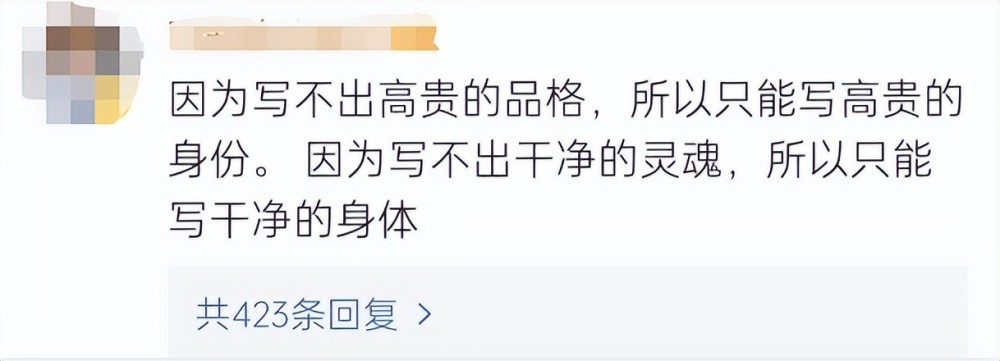 因为写不出高贵的品格，所以只能写高贵的
身份。 因为写不出干净的灵魂，所以只能
写干净的身体
共423条回复 >